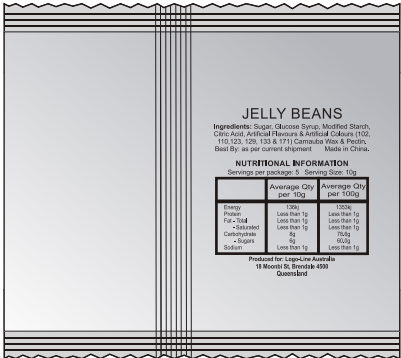 JELLY BEANS
Ingredients: Sugar, Glucose Syrup, Modified Starch,
Citric Acid, Artificial Flavours & Artificial Colours (102,
110,123, 129, 133 & 171) Carnauba Wax & Pectin.
Best By: as per current shipment Made in China.
NUTRITIONAL INFORMATION
Servings per package: 5 Serving Size: 10g
Average Qty per 10g Average Qty per 100g
Energy 136kj 1353kj
Protein Less than 1g Less than 1g
Fat - Total Less than 1g Less than 1g
- Saturated Less than 1g Less than 1g
Carbohydrate 8g 78.6g
- Sugars 6g 60.0g
Sodium Less than 1g Less than 1g
Produced for: Logo-Line Australia
18 Moonbi St, Brendale 4500
Queensland